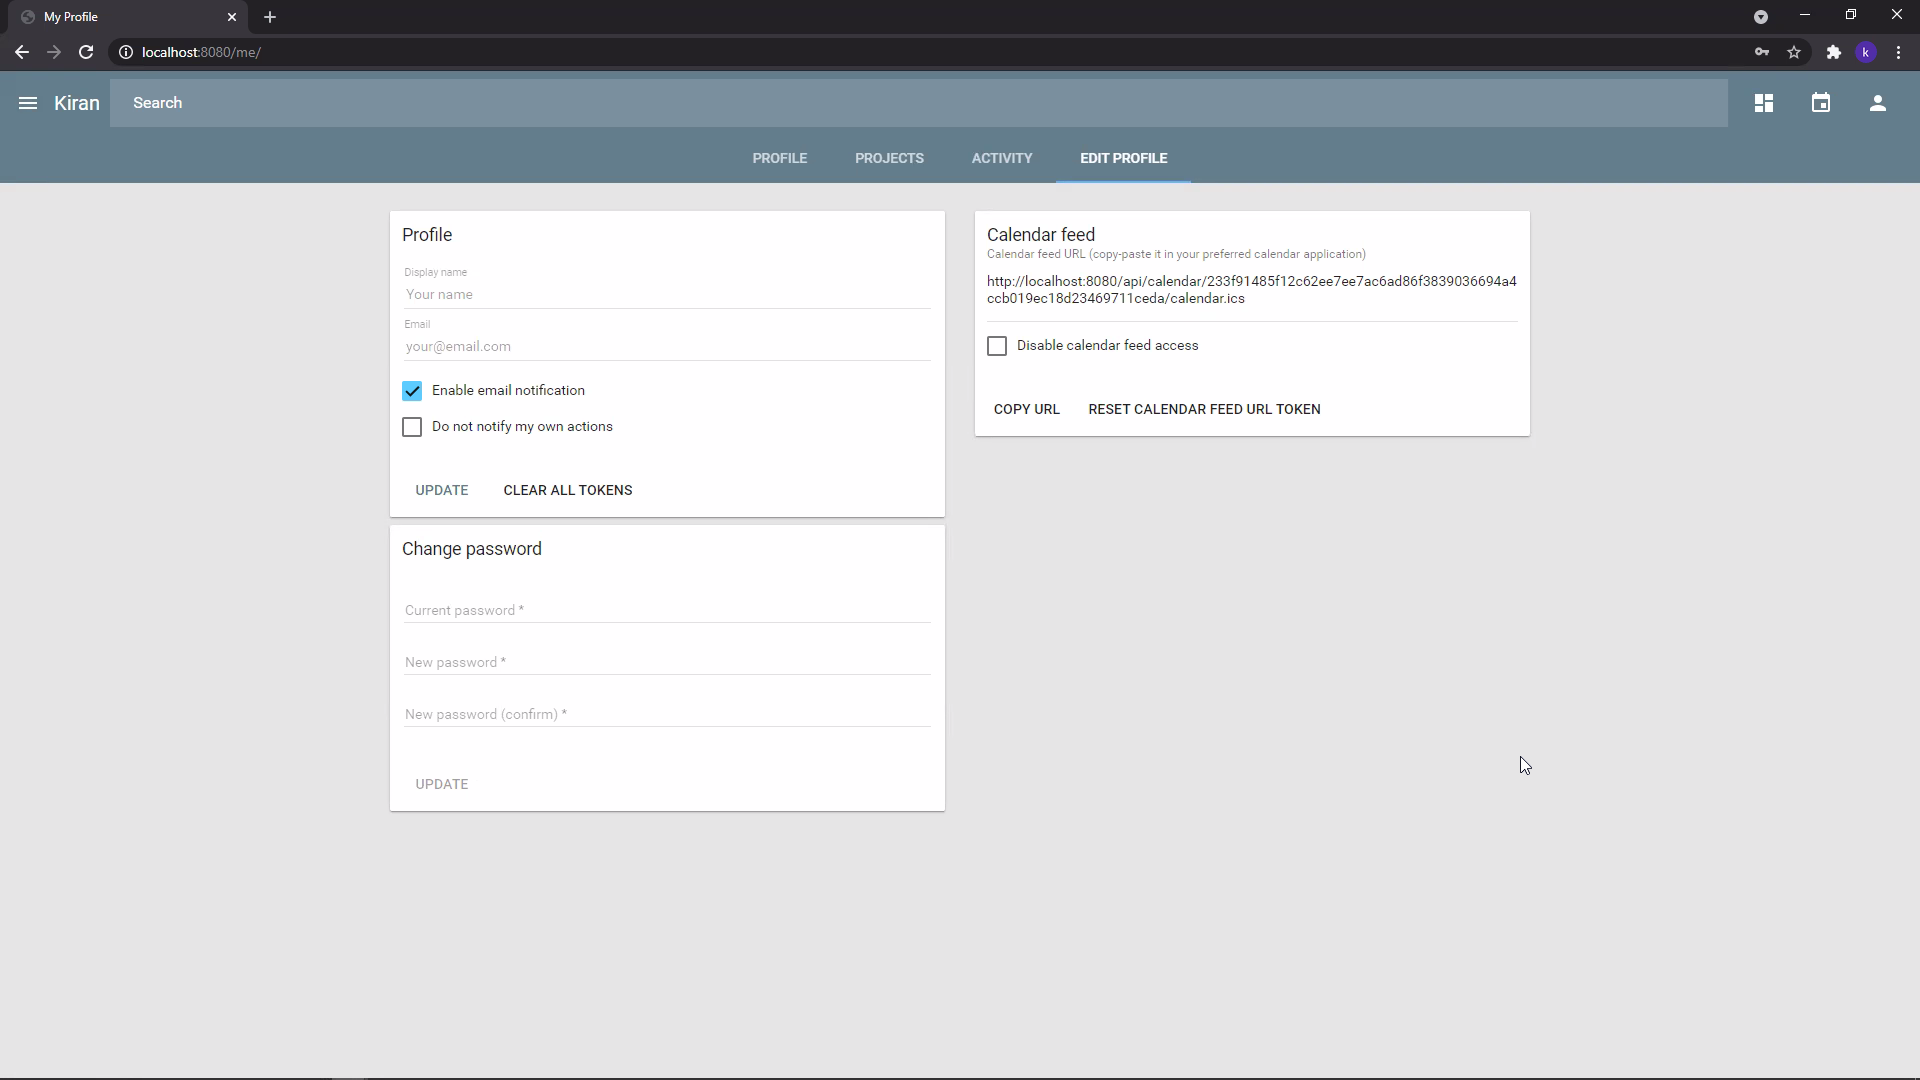 My Profile
localhost:8080/me/
k
Kiran
Search
PROFILE
PROJECTS
ACTIVITY
EDIT PROFILE
Profile
Display name
Your name
Email
your@email.com
Enable email notification
Do not notify my own actions
UPDATE
CLEAR ALL TOKENS
Change password
Current password *
New password *
New password (confirm) *
UPDATE
Calendar feed
Calendar feed URL (copy-paste it in your preferred calendar application)
http://localhost:8080/api/calendar/233f91485f12c62ee7ee7ac6ad86f3839036694a4
ccb019ec18d23469711ceda/calendar.ics
Disable calendar feed access
COPY URL
RESET CALENDAR FEED URL TOKEN